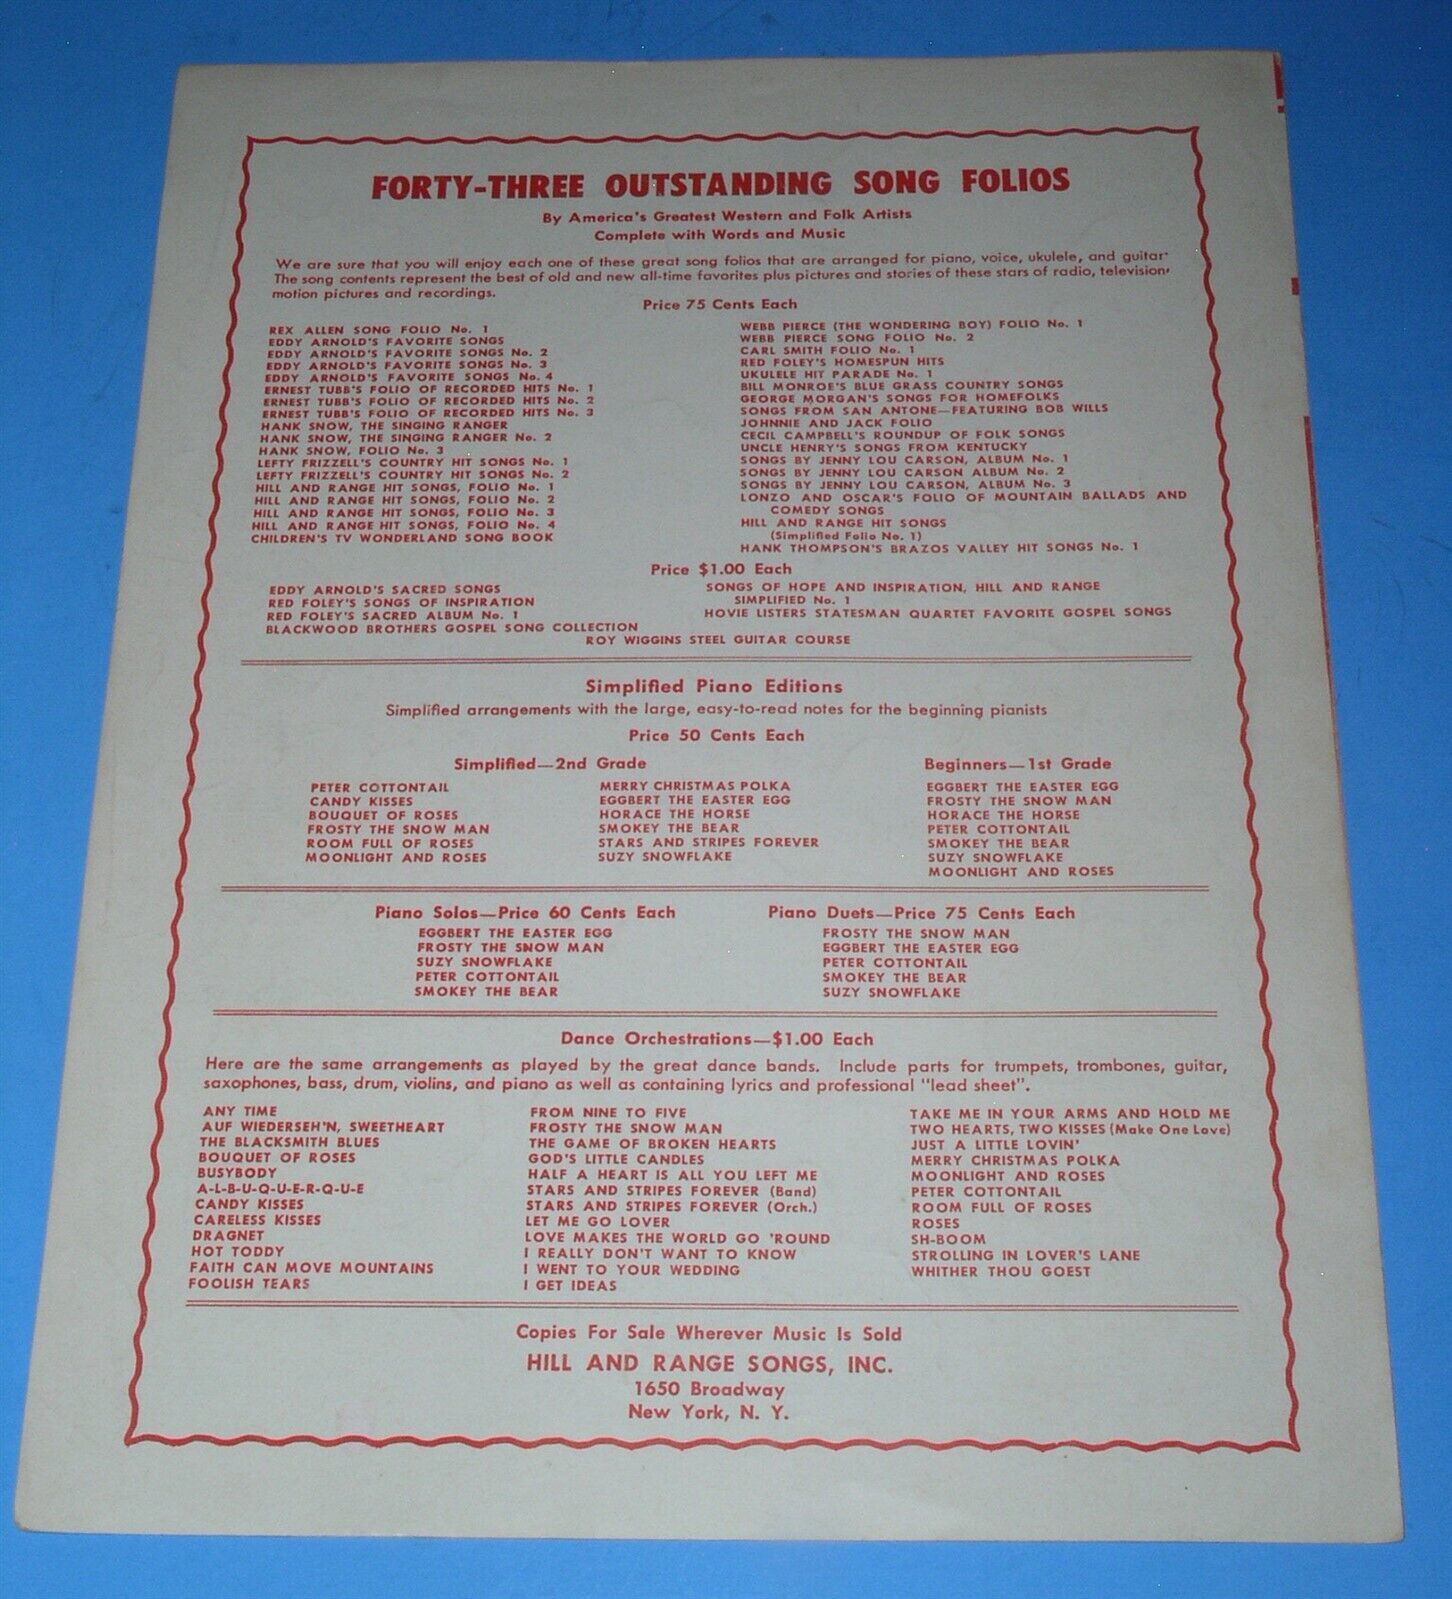 FORTY-THREE OUTSTANDING SONG FOLIOS
By America's Greatest Western and Folk Artists
Complete with Words and Music
We are sure that you will enjoy each one of these great song folios that are arranged for piano, voice, ukulele, and guitar.
The song contents represent the best of old and new all-time favorites plus pictures and stories of these stars of radio, television,
motion pictures and recordings.
Price 75 Cents Each
REX ALLEN SONG FOLIO No. 1
EDDY ARNOLD'S FAVORITE SONGS
EDDY ARNOLD'S FAVORITE SONGS No. 2
EDDY ARNOLD'S FAVORITE SONGS No. 3
EDDY ARNOLD'S FAVORITE SONGS No. 4
ERNEST TUBB'S FOLIO OF RECORDED HITS No. 1
ERNEST TUBB'S FOLIO OF RECORDED HITS No. 2
ERNEST TUBB'S FOLIO OF RECORDED HITS No. 3
HANK SNOW, THE SINGING RANGER
HANK SNOW, THE SINGING RANGER No. 2
HANK SNOW, FOLIO No. 3
LEFTY FRIZZELL'S COUNTRY HIT SONGS No. 1
LEFTY FRIZZELL'S COUNTRY HIT SONGS No. 2
HILL AND RANGE HIT SONGS, FOLIO No. 1
HILL AND RANGE HIT SONGS, FOLIO No. 2
HILL AND RANGE HIT SONGS, FOLIO No. 3
HILL AND RANGE HIT SONGS, FOLIO No. 4
CHILDREN'S TV WONDERLAND SONG BOOK
WEBB PIERCE (THE WONDERING BOY) FOLIO No. 1
WEBB PIERCE SONG FOLIO No. 2
CARL SMITH FOLIO No. 1
RED FOLEY'S HOMESPUN HITS
UKULELE HIT PARADE No. 1
BILL MONROE'S BLUE GRASS COUNTRY SONGS
GEORGE MORGAN'S SONGS FOR HOMEFOLKS
SONGS FROM SAN ANTONE—FEATURING BOB WILLS
JOHNNIE AND JACK FOLIO
CECIL CAMPBELL'S ROUNDUP OF FOLK SONGS
UNCLE HENRY'S SONGS FROM KENTUCKY
SONGS BY JENNY LOU CARSON, ALBUM No. 1
SONGS BY JENNY LOU CARSON ALBUM No. 2
SONGS BY JENNY LOU CARSON, ALBUM No. 3
LONZO AND OSCAR'S FOLIO OF MOUNTAIN BALLADS AND
COMEDY SONGS
HILL AND RANGE HIT SONGS
(Simplified Folio No. 1)
HANK THOMPSON'S BRAZOS VALLEY HIT SONGS No. 1
Price $1.00 Each
EDDY ARNOLD'S SACRED SONGS
RED FOLEY'S SONGS OF INSPIRATION
RED FOLEY'S SACRED ALBUM No. 1
BLACKWOOD BROTHERS GOSPEL SONG COLLECTION
SONGS OF HOPE AND INSPIRATION, HILL AND RANGE
SIMPLIFIED No. 1
HOVIE LISTERS STATESMAN QUARTET FAVORITE GOSPEL SONGS
ROY WIGGINS STEEL GUITAR COURSE
Simplified Piano Editions
Simplified arrangements with the large, easy-to-read notes for the beginning pianists
Price 50 Cents Each
Simplified—2nd Grade
PETER COTTONTAIL
CANDY KISSES
BOUQUET OF ROSES
FROSTY THE SNOW MAN
ROOM FULL OF ROSES
MOONLIGHT AND ROSES
MERRY CHRISTMAS POLKA
EGGBERT THE EASTER EGG
HORACE THE HORSE
SMOKEY THE BEAR
STARS AND STRIPES FOREVER
SUZY SNOWFLAKE
Beginners—1st Grade
EGGBERT THE EASTER EGG
FROSTY THE SNOW MAN
HORACE THE HORSE
PETER COTTONTAIL
SMOKEY THE BEAR
SUZY SNOWFLAKE
MOONLIGHT AND ROSES
Piano Solos—Price 60 Cents Each
EGGBERT THE EASTER EGG
FROSTY THE SNOW MAN
SUZY SNOWFLAKE
PETER COTTONTAIL
SMOKEY THE BEAR
Piano Duets—Price 75 Cents Each
FROSTY THE SNOW MAN
EGGBERT THE EASTER EGG
PETER COTTONTAIL
SMOKEY THE BEAR
SUZY SNOWFLAKE
Dance Orchestrations—$1.00 Each
Here are the same arrangements as played by the great dance bands. Include parts for trumpets, trombones, guitar,
saxophones, bass, drum, violins, and piano as well as containing lyrics and professional "lead sheet".
ANY TIME
AUF WIEDERSEH'N, SWEETHEART
THE BLACKSMITH BLUES
BOUQUET OF ROSES
BUSYBODY
A-L-B-U-Q-U-E-R-Q-U-E
CANDY KISSES
CARELESS KISSES
DRAGNET
HOT TODDY
FAITH CAN MOVE MOUNTAINS
FOOLISH TEARS
FROM NINE TO FIVE
FROSTY THE SNOW MAN
THE GAME OF BROKEN HEARTS
GOD'S LITTLE CANDLES
HALF A HEART IS ALL YOU LEFT ME
STARS AND STRIPES FOREVER (Band)
STARS AND STRIPES FOREVER (Orch.)
LET ME GO LOVER
LOVE MAKES THE WORLD GO 'ROUND
I REALLY DON'T WANT TO KNOW
I WENT TO YOUR WEDDING
I GET IDEAS
TAKE ME IN YOUR ARMS AND HOLD ME
TWO HEARTS, TWO KISSES (Make One Love)
JUST A LITTLE LOVIN'
MERRY CHRISTMAS POLKA
MOONLIGHT AND ROSES
PETER COTTONTAIL
ROOM FULL OF ROSES
ROSES
SH-BOOM
STROLLING IN LOVER'S LANE
WHITHER THOU GOEST
Copies For Sale Wherever Music Is Sold
HILL AND RANGE SONGS, INC.
1650 Broadway
New York, N. Y.